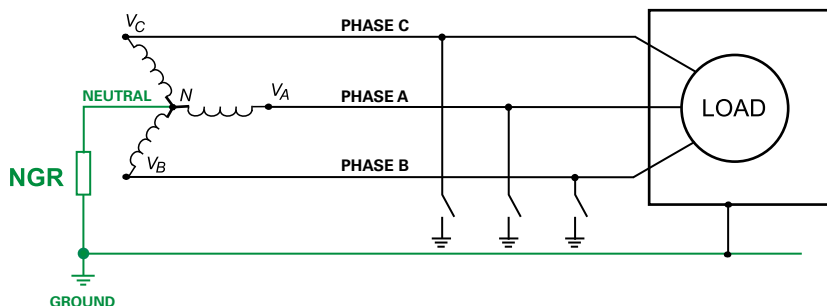 V_C
PHASE C
NEUTRAL
N
V_A
PHASE A
LOAD
V_B
PHASE B
NGR
GROUND